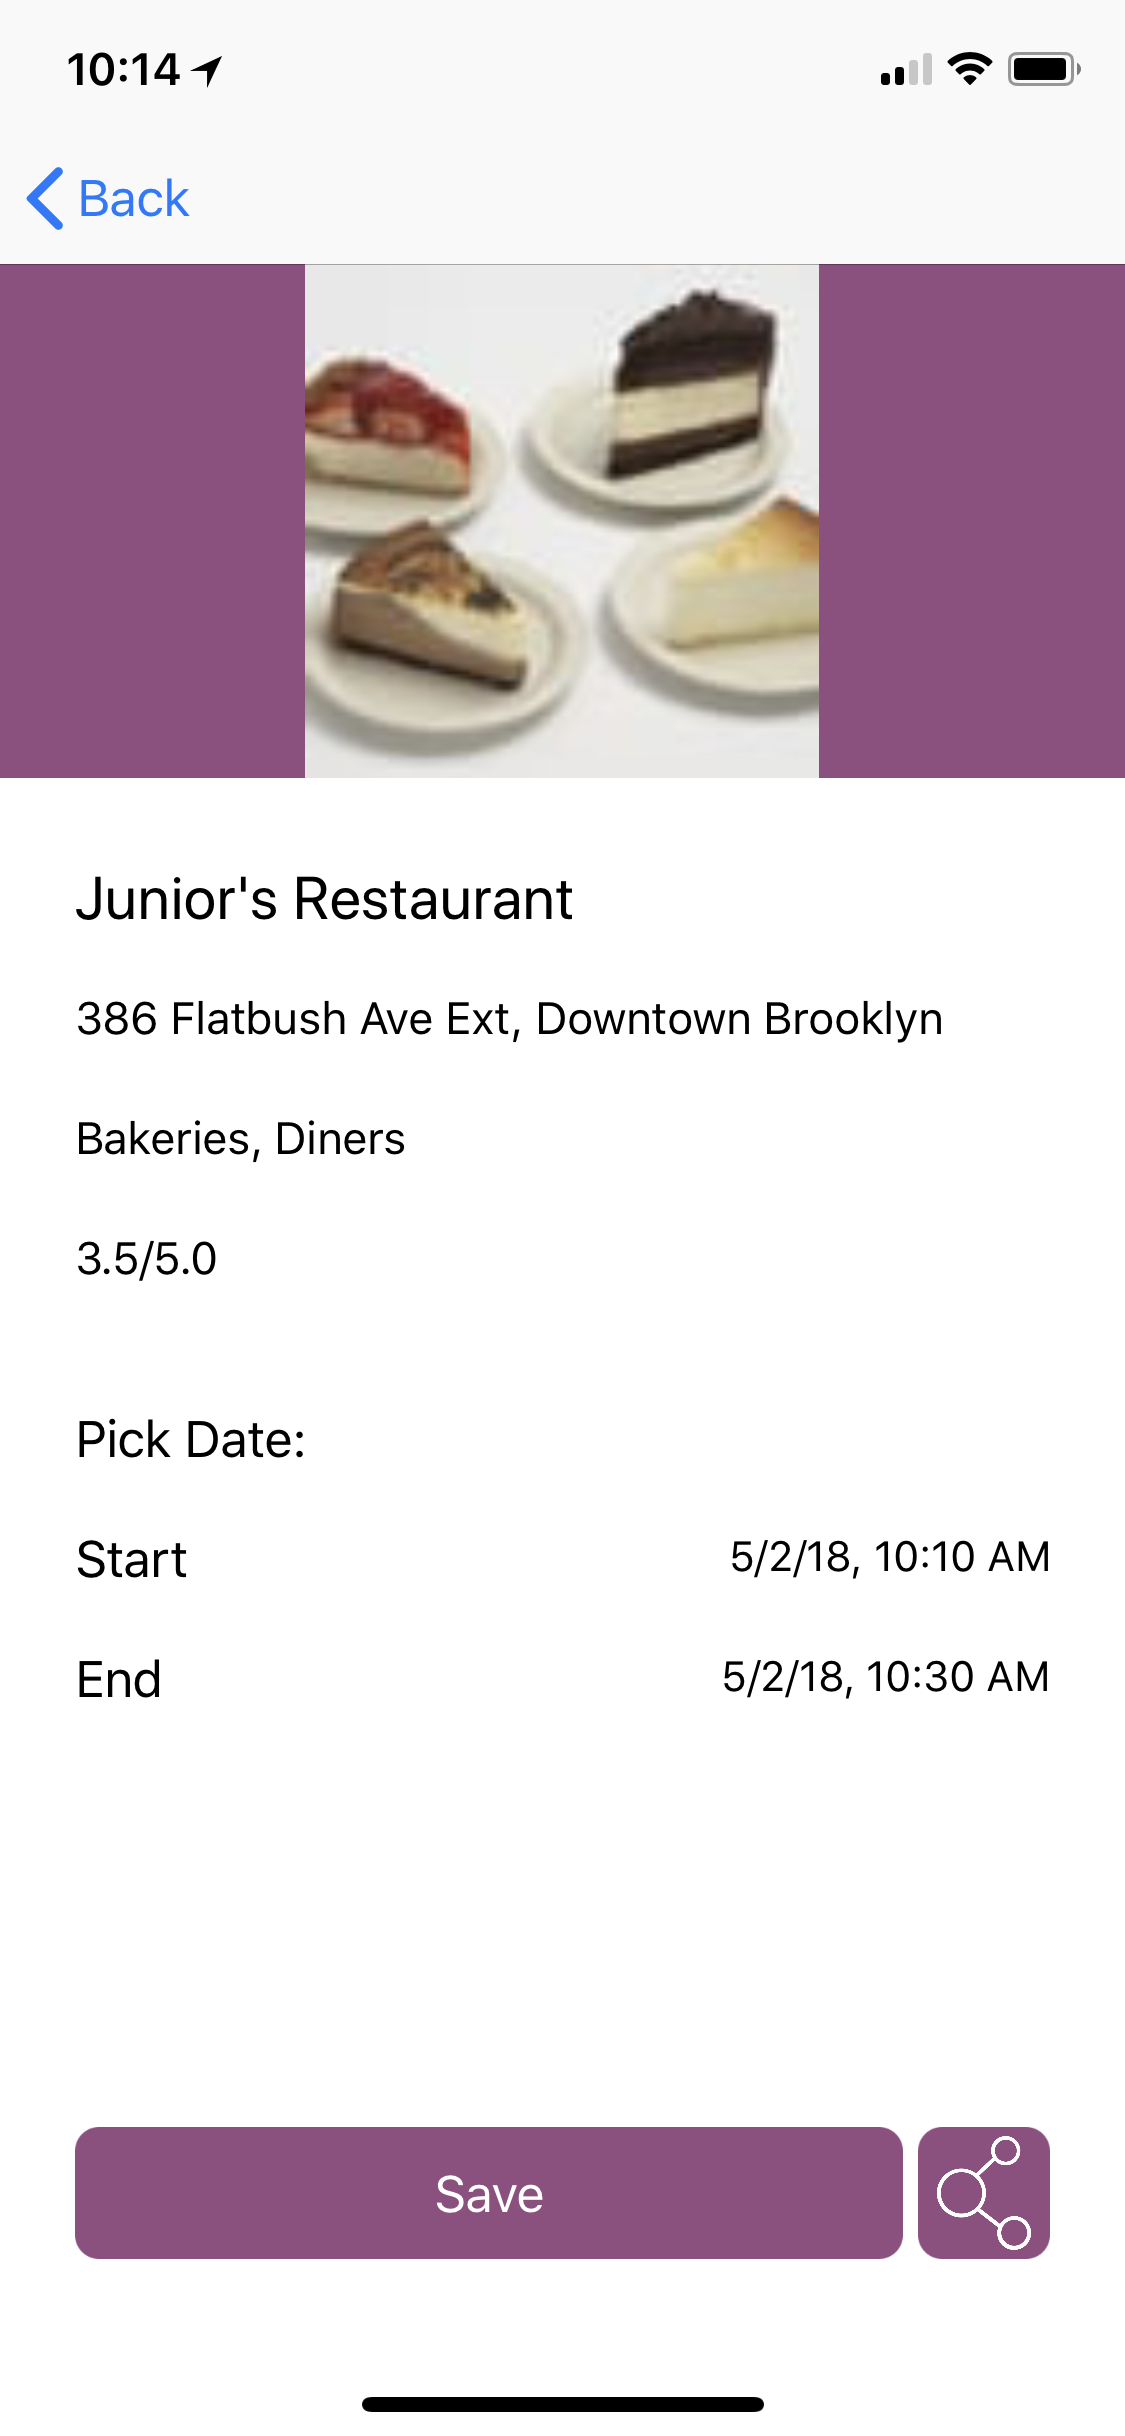 10:14
Back
Junior's Restaurant
386 Flatbush Ave Ext, Downtown Brooklyn
Bakeries, Diners
3.5/5.0
Pick Date:
Start 5/2/18, 10:10 AM
End 5/2/18, 10:30 AM
Save